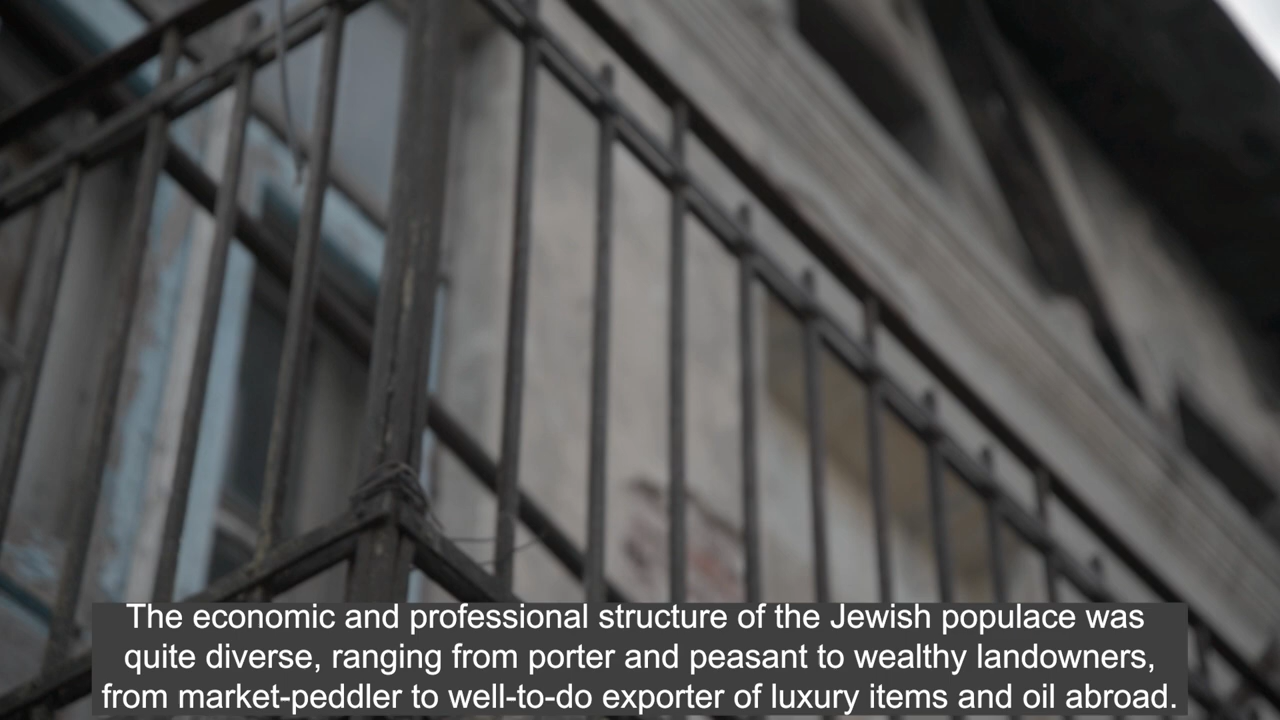 The economic and professional structure of the Jewish populace was
quite diverse, ranging from porter and peasant to wealthy landowners,
from market-peddler to well-to-do exporter of luxury items and oil abroad.